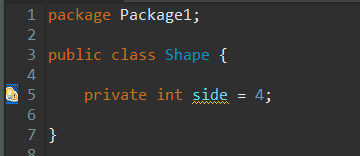 1 package Package1;
2
3 public class Shape {
4
5 private int side = 4;
6
7 }
8